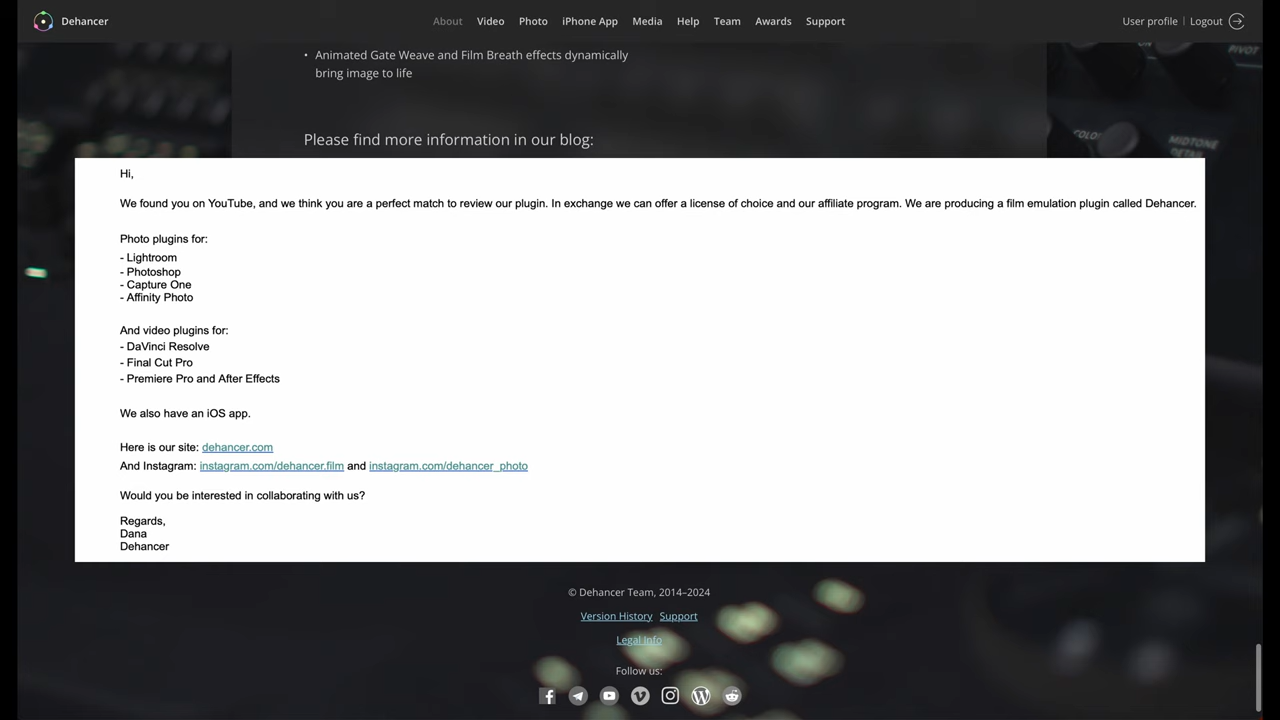 Dehancer
About Video Photo iPhone App Media Help Team Awards Support
User profile | Logout
• Animated Gate Weave and Film Breath effects dynamically
bring image to life
PIVOT
COLO
MIDTONE
DETAIL
Please find more information in our blog:
Hi,
We found you on YouTube, and we think you are a perfect match to review our plugin. In exchange we can offer a license of choice and our affiliate program. We are producing a film emulation plugin called Dehancer.
Photo plugins for:
- Lightroom
- Photoshop
- Capture One
- Affinity Photo
And video plugins for:
- DaVinci Resolve
- Final Cut Pro
- Premiere Pro and After Effects
We also have an iOS app.
Here is our site: dehancer.com
And Instagram: instagram.com/dehancer.film and instagram.com/dehancer_photo
Would you be interested in collaborating with us?
Regards,
Dana
Dehancer
© Dehancer Team, 2014–2024
Version History Support
Legal Info
Follow us: